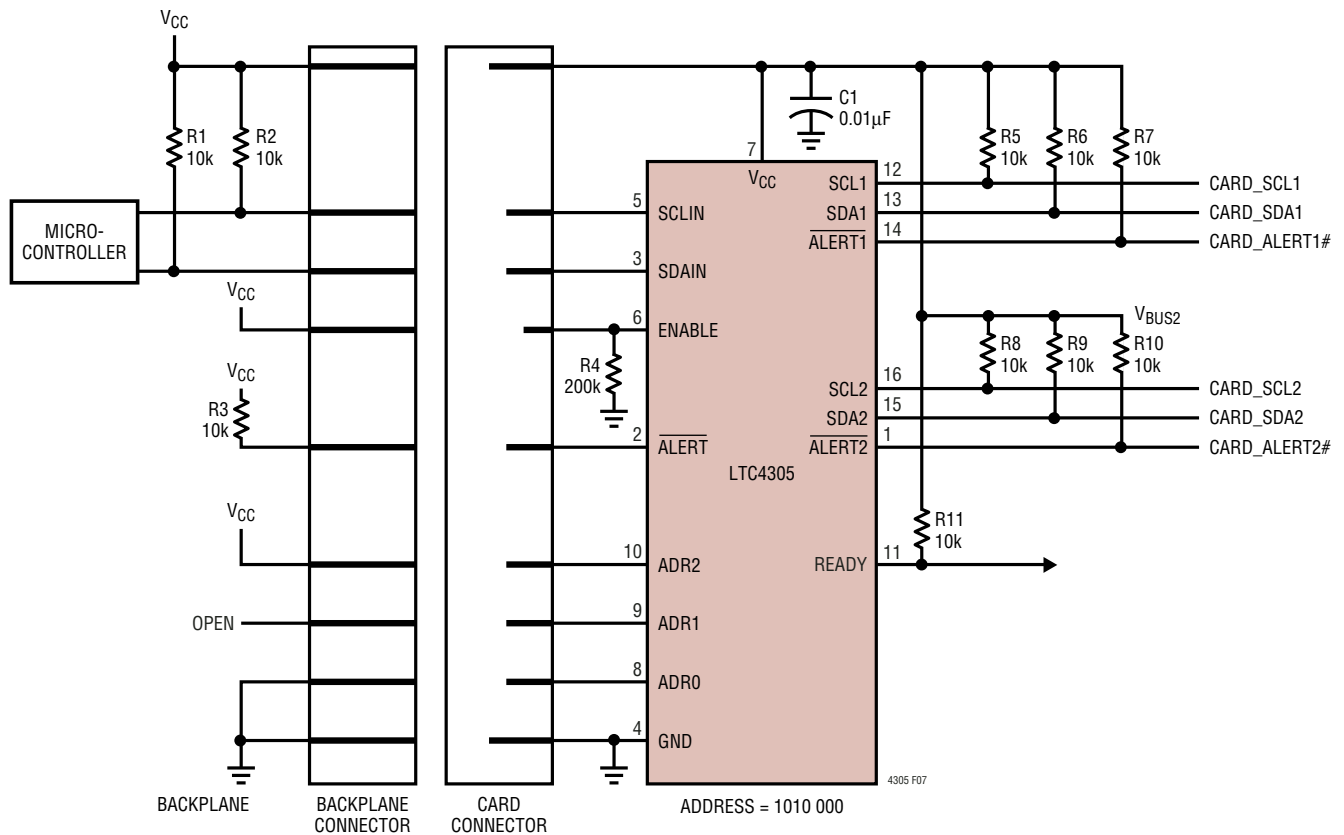 VCC
R1
10k
R2
10k
MICRO-
CONTROLLER
VCC
VCC
R3
10k
VCC
OPEN
BACKPLANE
BACKPLANE
CONNECTOR
CARD
CONNECTOR
C1
0.01µF
R4
200k
7
VCC
5
SCLIN
3
SDAIN
6
ENABLE
2
ALERT
LTC4305
10
ADR2
9
ADR1
8
ADR0
4
GND
SCL1
12
SDA1
13
ALERT1
14
SCL2
16
SDA2
15
ALERT2
1
READY
11
R5
10k
R6
10k
R7
10k
CARD_SCL1
CARD_SDA1
CARD_ALERT1#
VBUS2
R8
10k
R9
10k
R10
10k
CARD_SCL2
CARD_SDA2
CARD_ALERT2#
R11
10k
4305 F07
ADDRESS = 1010 000